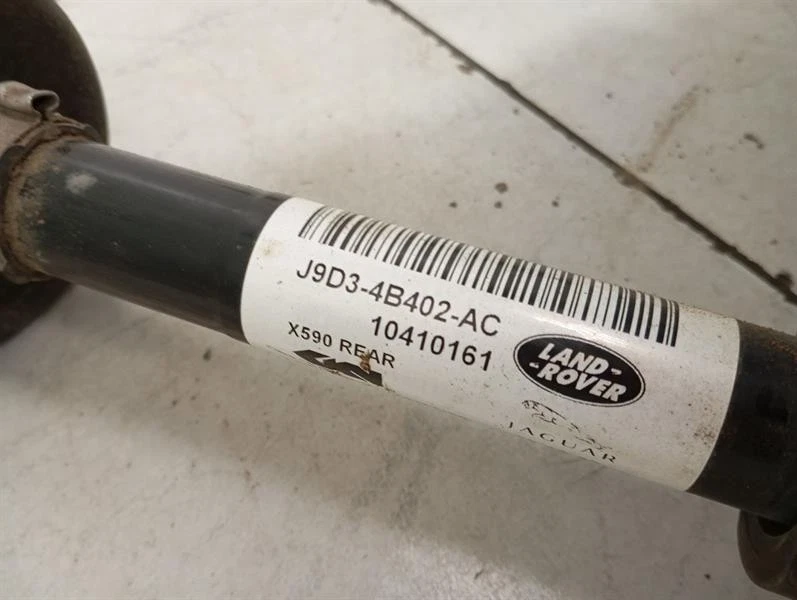 J9D3-4B402-AC
10410161
X590 REAR
LAND-
-ROVER
JAGUAR